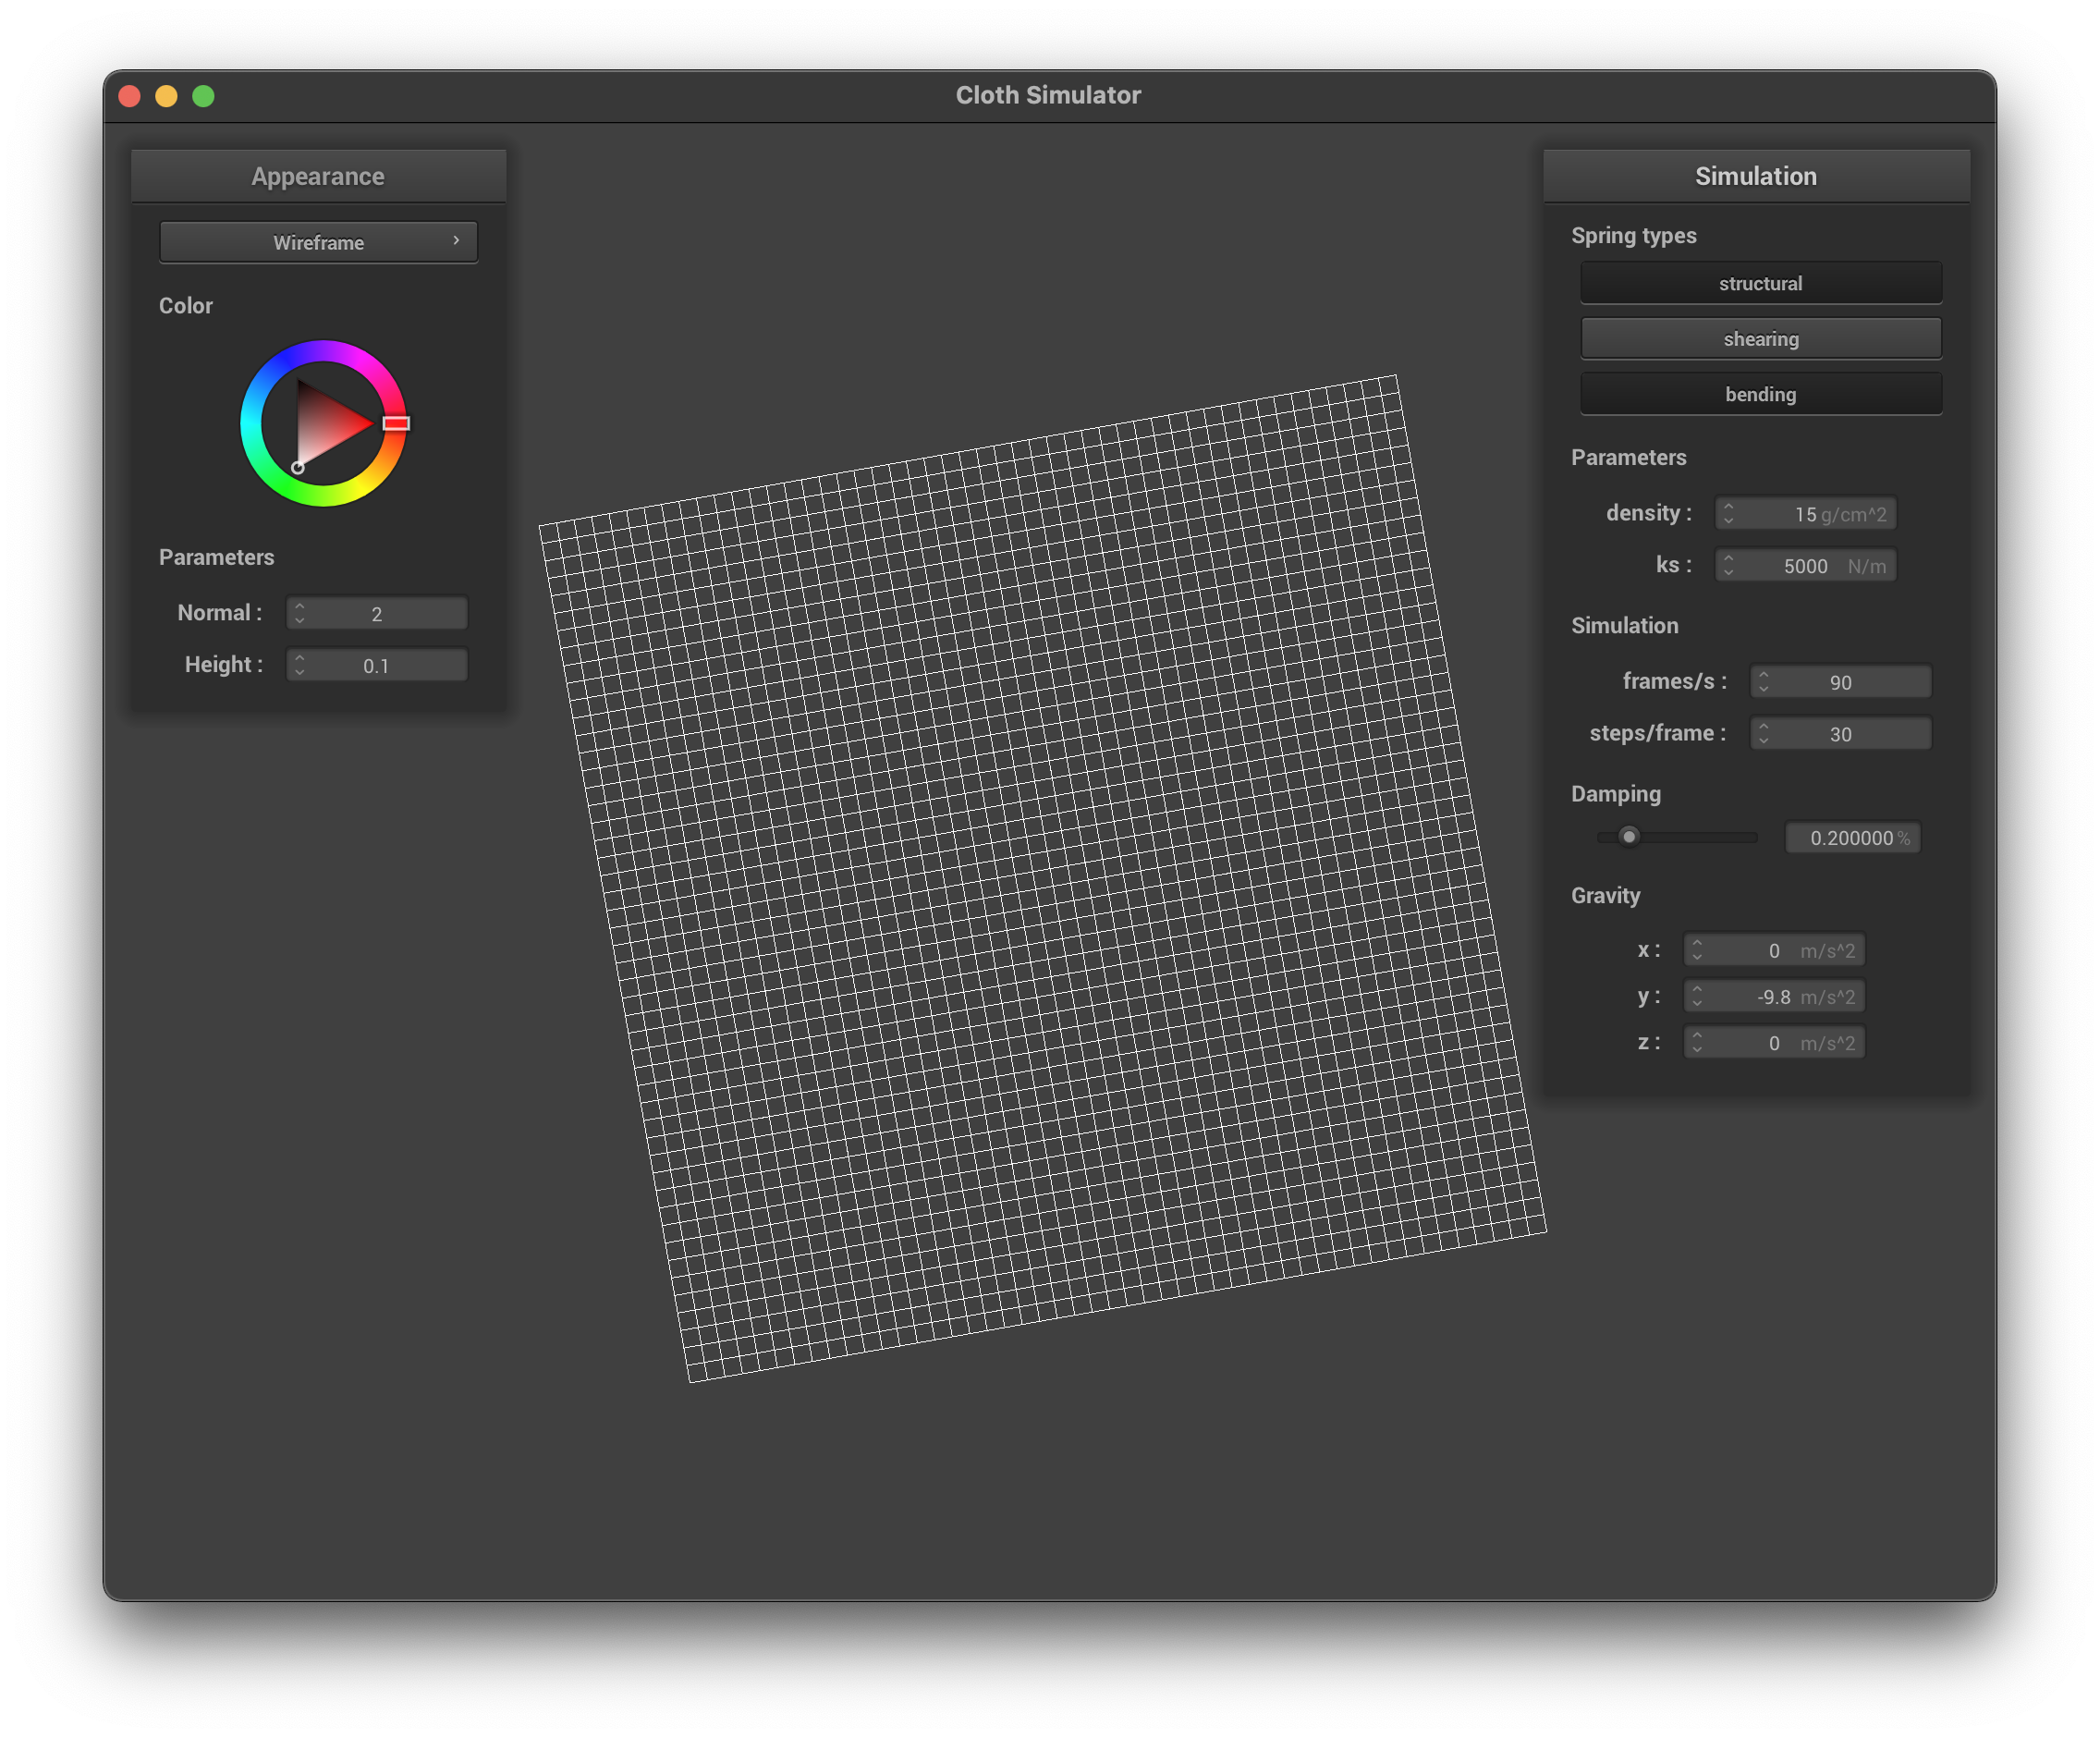 Cloth Simulator
Appearance
Wireframe
Color
Parameters
Normal : 2
Height : 0.1
Simulation
Spring types
structural
shearing
bending
Parameters
density : 15 g/cm^2
ks : 5000 N/m
Simulation
frames/s : 90
steps/frame : 30
Damping
0.200000 %
Gravity
x : 0 m/s^2
y : -9.8 m/s^2
z : 0 m/s^2